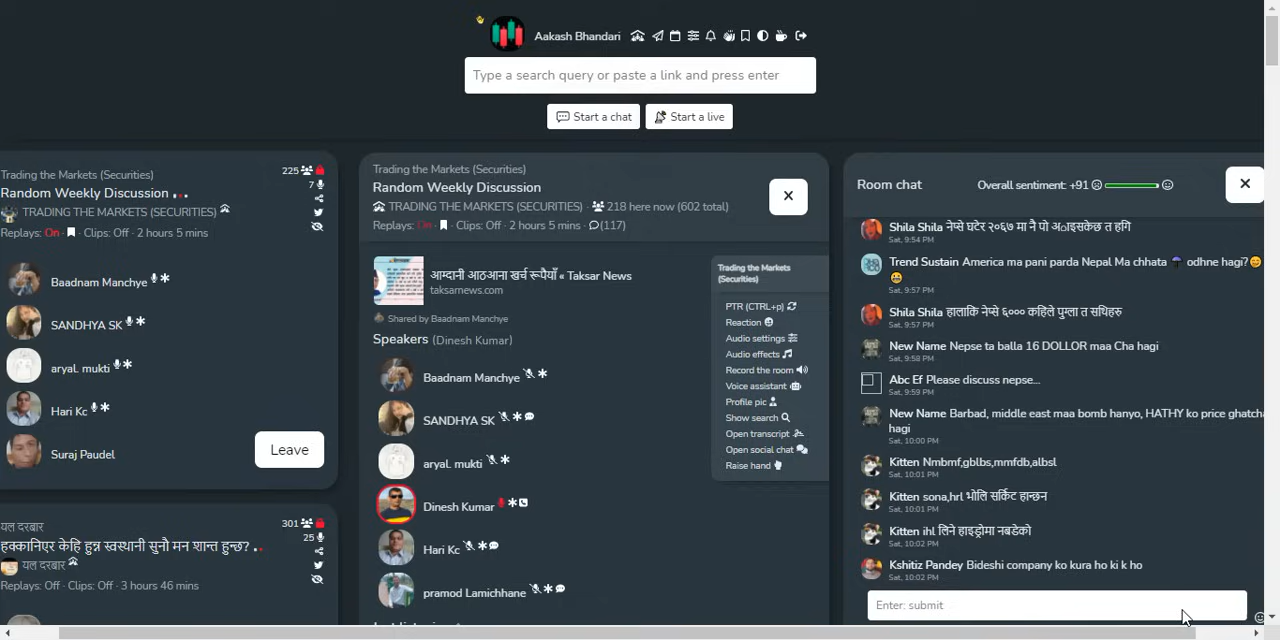 Aakash Bhandari
Type a search query or paste a link and press enter
Start a chat
Start a live
Trading the Markets (Securities)
225
Random Weekly Discussion
7
TRADING THE MARKETS (SECURITIES)
Replays: On · Clips: Off · 2 hours 5 mins
Baadnam Manchye
SANDHYA SK
aryal. mukti
Hari Kc
Suraj Paudel
Leave
यल दरबार
301
25
हक्कानिएर केहि हुन्न स्वस्थानी सुनौ मन शान्त हुन्छ?
यल दरबार
Replays: Off · Clips: Off · 3 hours 46 mins
Trading the Markets (Securities)
Random Weekly Discussion
TRADING THE MARKETS (SECURITIES) · 218 here now (602 total)
Replays: On · Clips: Off · 2 hours 5 mins · (117)
आम्दानी आठआना खर्च रूपैयाँ « Taksar News
taksarnews.com
Shared by Baadnam Manchye
Speakers (Dinesh Kumar)
Baadnam Manchye
SANDHYA SK
aryal. mukti
Dinesh Kumar
Hari Kc
pramod Lamichhane
Trading the Markets
(Securities)
PTR (CTRL+p)
Reaction
Audio settings
Audio effects
Record the room
Voice assistant
Profile pic
Show search
Open transcript
Open social chat
Raise hand
Room chat
Overall sentiment: +91
Shila Shila नेप्से घटेर २०६७ मा नै पो अाइसकेछ त हगि
Sat, 9:54 PM
Trend Sustain America ma pani parda Nepal Ma chhata ☂ odhne hagi?😊
😀
Sat, 9:57 PM
Shila Shila हालाकि नेप्से ६००० कहिले पुग्ला त सथिहरु
Sat, 9:57 PM
New Name Nepse ta balla 16 DOLLOR maa Cha hagi
Sat, 9:58 PM
Abc Ef Please discuss nepse...
Sat, 9:59 PM
New Name Barbad, middle east maa bomb hanyo, HATHY ko price ghatcha
hagi
Sat, 10:00 PM
Kitten Nmbmf,gblbs,mmfdb,albsl
Sat, 10:01 PM
Kitten sona,hrl भोलि सर्किट हान्छन
Sat, 10:01 PM
Kitten ihl लिने हाइड्रोमा नबडेको
Sat, 10:02 PM
Kshitiz Pandey Bideshi company ko kura ho ki k ho
Sat, 10:02 PM
Enter: submit